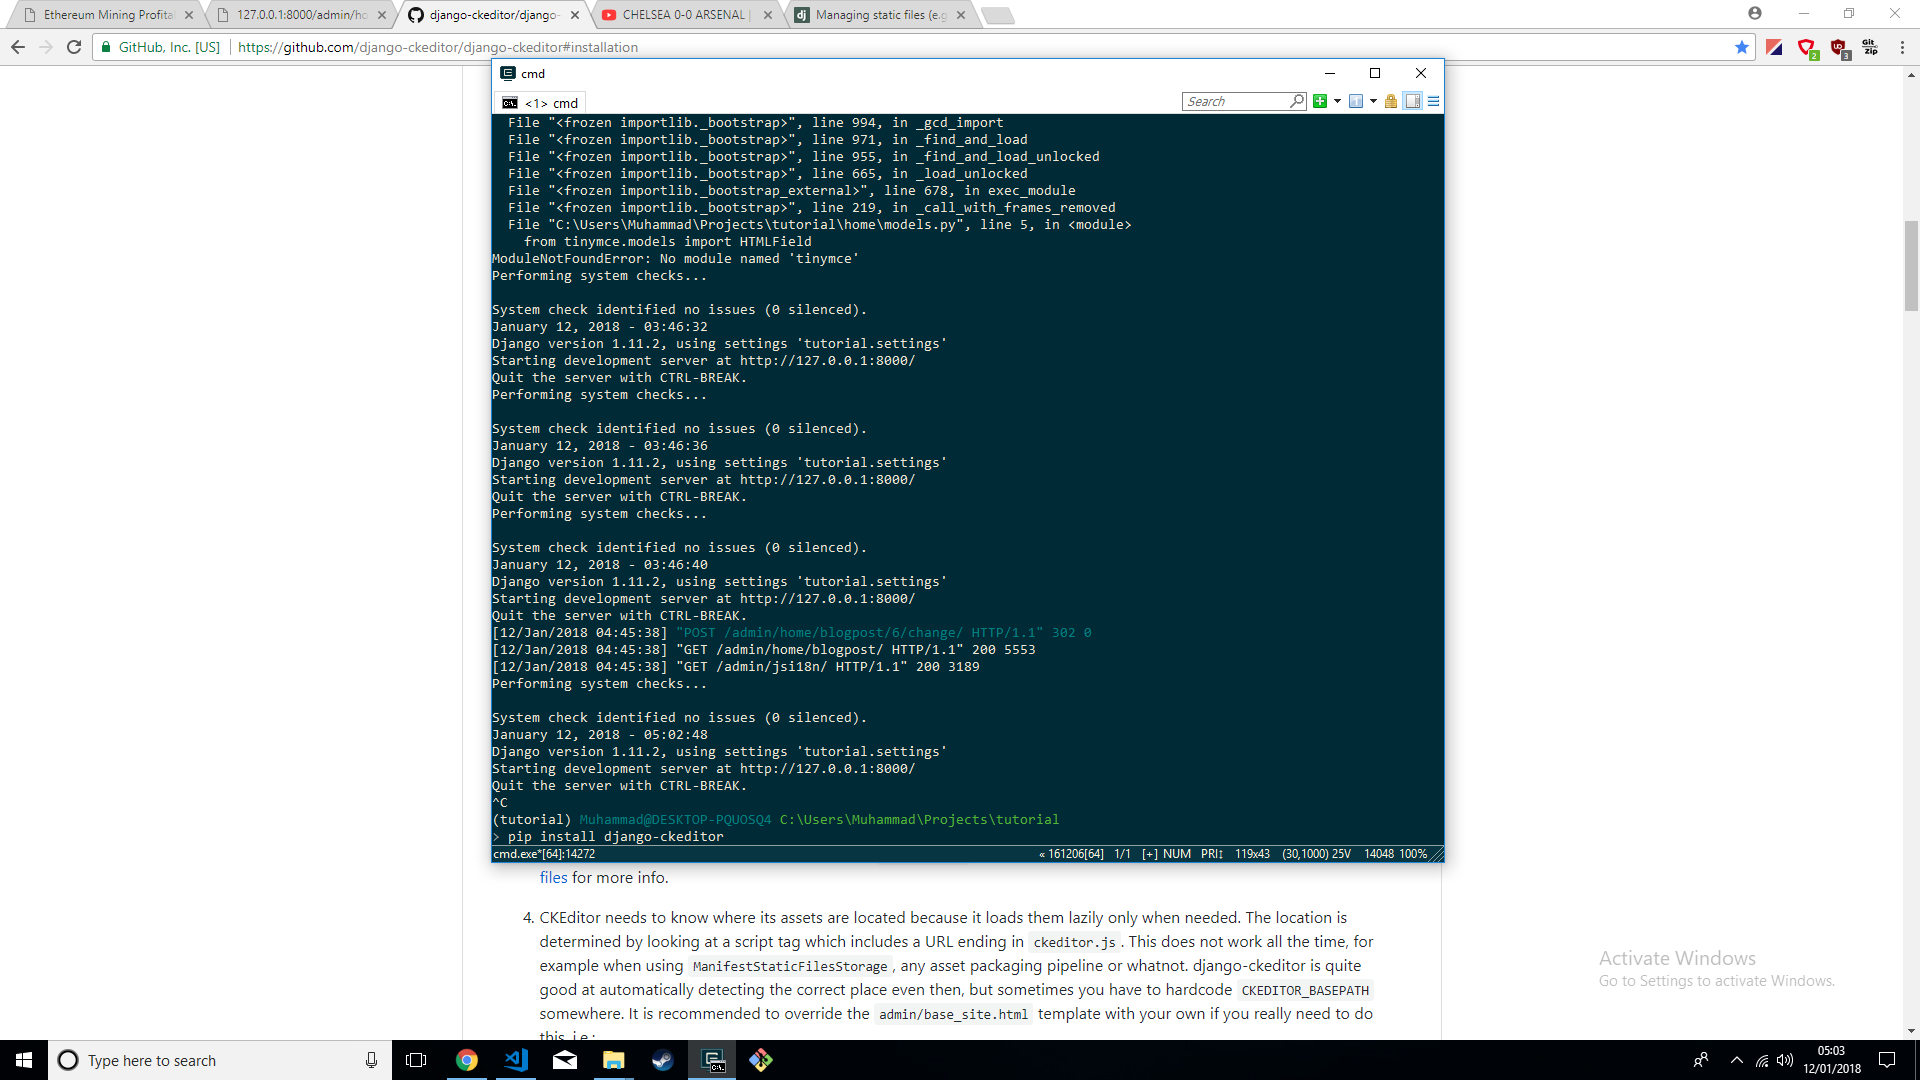 Ethereum Mining Profita
127.0.0.1:8000/admin/ho
django-ckeditor/django-
CHELSEA 0-0 ARSENAL |
Managing static files (e.g
GitHub, Inc. [US]
https://github.com/django-ckeditor/django-ckeditor#installation
2
3
Git Zip
cmd
<1> cmd
Search
File "<frozen importlib._bootstrap>", line 994, in _gcd_import
File "<frozen importlib._bootstrap>", line 971, in _find_and_load
File "<frozen importlib._bootstrap>", line 955, in _find_and_load_unlocked
File "<frozen importlib._bootstrap>", line 665, in _load_unlocked
File "<frozen importlib._bootstrap_external>", line 678, in exec_module
File "<frozen importlib._bootstrap>", line 219, in _call_with_frames_removed
File "C:\Users\Muhammad\Projects\tutorial\home\models.py", line 5, in <module>
from tinymce.models import HTMLField
ModuleNotFoundError: No module named 'tinymce'
Performing system checks...
System check identified no issues (0 silenced).
January 12, 2018 - 03:46:32
Django version 1.11.2, using settings 'tutorial.settings'
Starting development server at http://127.0.0.1:8000/
Quit the server with CTRL-BREAK.
Performing system checks...
System check identified no issues (0 silenced).
January 12, 2018 - 03:46:36
Django version 1.11.2, using settings 'tutorial.settings'
Starting development server at http://127.0.0.1:8000/
Quit the server with CTRL-BREAK.
Performing system checks...
System check identified no issues (0 silenced).
January 12, 2018 - 03:46:40
Django version 1.11.2, using settings 'tutorial.settings'
Starting development server at http://127.0.0.1:8000/
Quit the server with CTRL-BREAK.
[12/Jan/2018 04:45:38] "POST /admin/home/blogpost/6/change/ HTTP/1.1" 302 0
[12/Jan/2018 04:45:38] "GET /admin/home/blogpost/ HTTP/1.1" 200 5553
[12/Jan/2018 04:45:38] "GET /admin/jsi18n/ HTTP/1.1" 200 3189
Performing system checks...
System check identified no issues (0 silenced).
January 12, 2018 - 05:02:48
Django version 1.11.2, using settings 'tutorial.settings'
Starting development server at http://127.0.0.1:8000/
Quit the server with CTRL-BREAK.
^C
(tutorial) Muhammad@DESKTOP-PQUOSQ4 C:\Users\Muhammad\Projects\tutorial
> pip install django-ckeditor
cmd.exe*[64]:14272
« 161206[64] 1/1 [+] NUM PRI↕ 119x43 (30,1000) 25V 14048 100%
files for more info.
4. CKEditor needs to know where its assets are located because it loads them lazily only when needed. The location is
determined by looking at a script tag which includes a URL ending in ckeditor.js . This does not work all the time, for
example when using ManifestStaticFilesStorage , any asset packaging pipeline or whatnot. django-ckeditor is quite
good at automatically detecting the correct place even then, but sometimes you have to hardcode CKEDITOR_BASEPATH
somewhere. It is recommended to override the admin/base_site.html template with your own if you really need to do
this, i.e.:
Activate Windows
Go to Settings to activate Windows.
Type here to search
05:03
12/01/2018